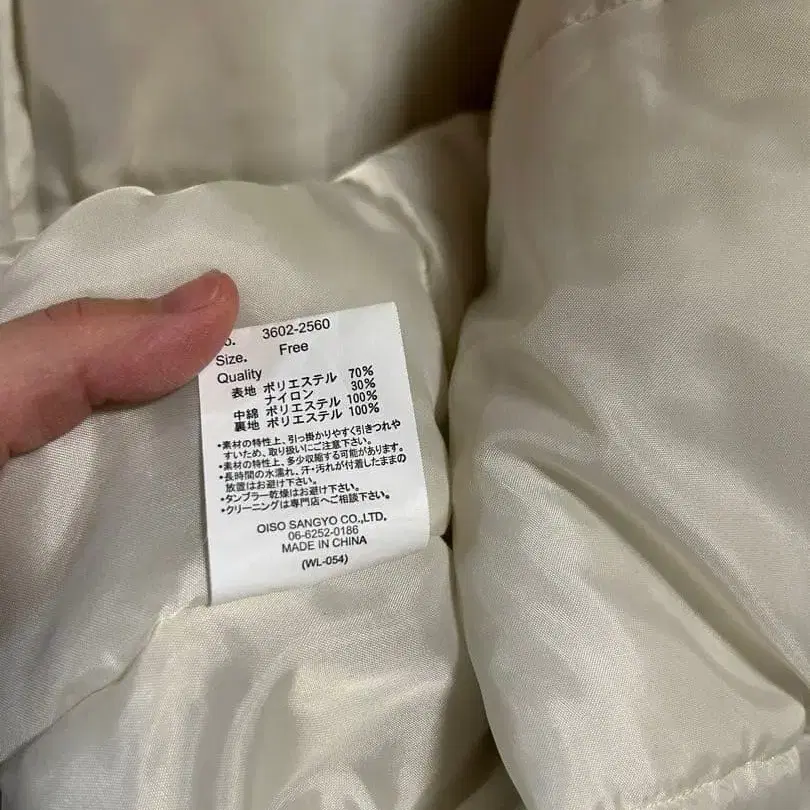 3602-2560
Size. Free
Quality
表地 ポリエステル 70%
ナイロン 30%
中綿 ポリエステル 100%
裏地 ポリエステル 100%
・素材の特性上、引っ掛かりやすく引きつれや
すいため、取り扱いにご注意下さい。
・素材の特性上、多少収縮する可能があります。
・長時間の水濡れ、汗・汚れが付着したままの
放置はお避け下さい。
・タンブラー乾燥はお避け下さい。
・クリーニングは専門店へご相談下さい。
OISO SANGYO CO.,LTD.
06-6252-0186
MADE IN CHINA
(WL-054)